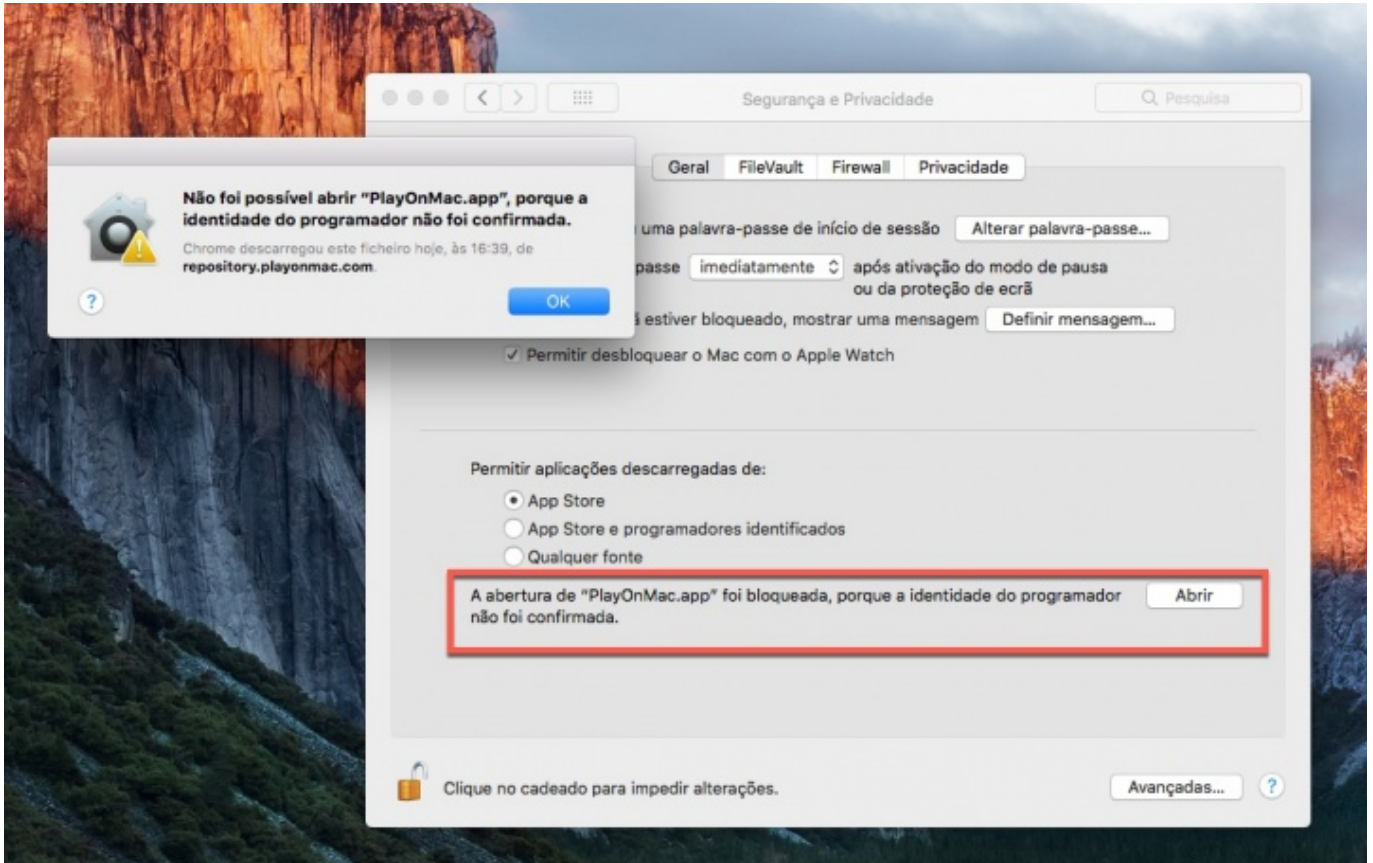 Segurança e Privacidade
Pesquisa
Não foi possível abrir “PlayOnMac.app”, porque a
identidade do programador não foi confirmada.
Chrome descarregou este ficheiro hoje, às 16:39, de
repository.playonmac.com.
?
OK
Geral FileVault Firewall Privacidade
uma palavra-passe de início de sessão Alterar palavra-passe...
passe imediatamente após ativação do modo de pausa
ou da proteção de ecrã
estiver bloqueado, mostrar uma mensagem Definir mensagem...
Permitir desbloquear o Mac com o Apple Watch
Permitir aplicações descarregadas de:
App Store
App Store e programadores identificados
Qualquer fonte
A abertura de “PlayOnMac.app” foi bloqueada, porque a identidade do programador
não foi confirmada.
Abrir
Clique no cadeado para impedir alterações.
Avançadas... ?